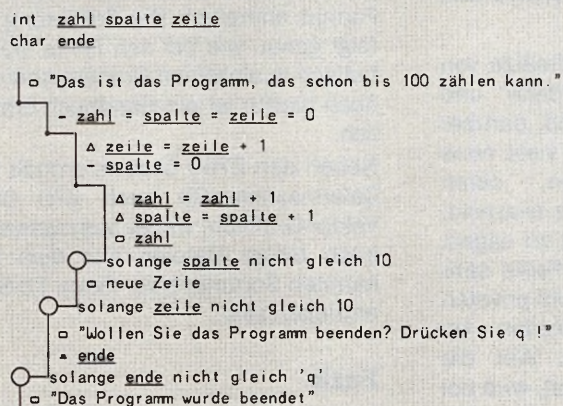 int zahl spalte zeile
char ende
"Das ist das Programm, das schon bis 100 zählen kann."
- zahl = spalte = zeile = 0
△ zeile = zeile + 1
- spalte = 0
△ zahl = zahl + 1
△ spalte = spalte + 1
zahl
solange spalte nicht gleich 10
neue Zeile
solange zeile nicht gleich 10
"Wollen Sie das Programm beenden? Drücken Sie q !"
ende
solange ende nicht gleich 'q'
"Das Programm wurde beendet"